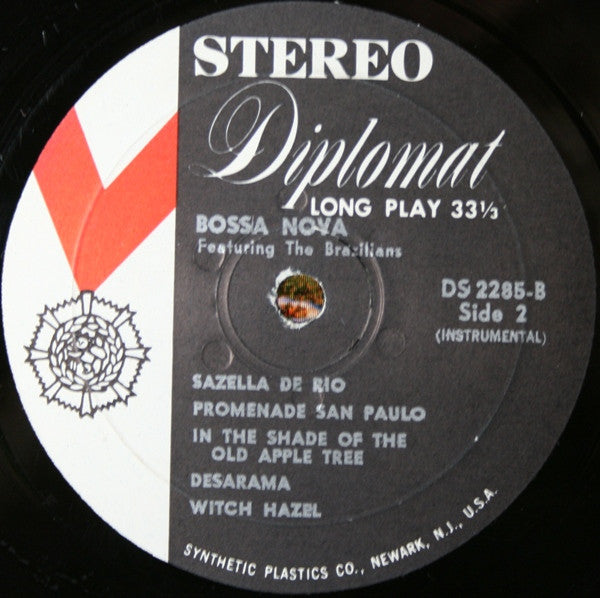 STEREO
Diplomat
LONG PLAY 33⅓
BOSSA NOVA
Featuring The Brazilians
DS 2285-B
Side 2
(INSTRUMENTAL)
SAZELLA DE RIO
PROMENADE SAN PAULO
IN THE SHADE OF THE
OLD APPLE TREE
DESARAMA
WITCH HAZEL
SYNTHETIC PLASTICS CO., NEWARK, N.J., U.S.A.